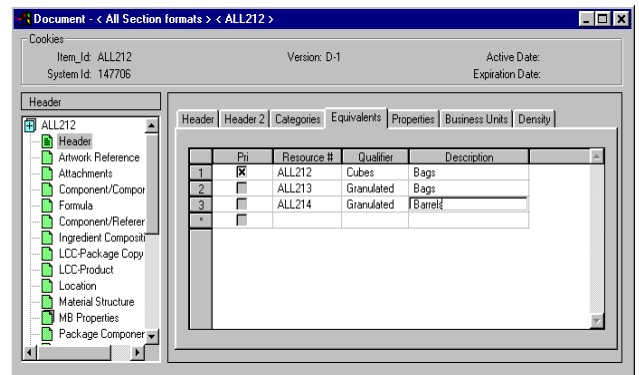 Document - < All Section formats > < ALL212 >
Cookies
Item_Id: ALL212 Version: D-1 Active Date:
System Id: 147706 Expiration Date:
Header
ALL212
Header
Artwork Reference
Attachments
Component/Compor
Formula
Component/Referer
Ingredient Compositi
LCC-Package Copy
LCC-Product
Location
Material Structure
MB Properties
Package Componer
Header Header 2 Categories Equivalents Properties Business Units Density
Pri Resource # Qualifier Description
1 ALL212 Cubes Bags
2 ALL213 Granulated Bags
3 ALL214 Granulated Barrels
*